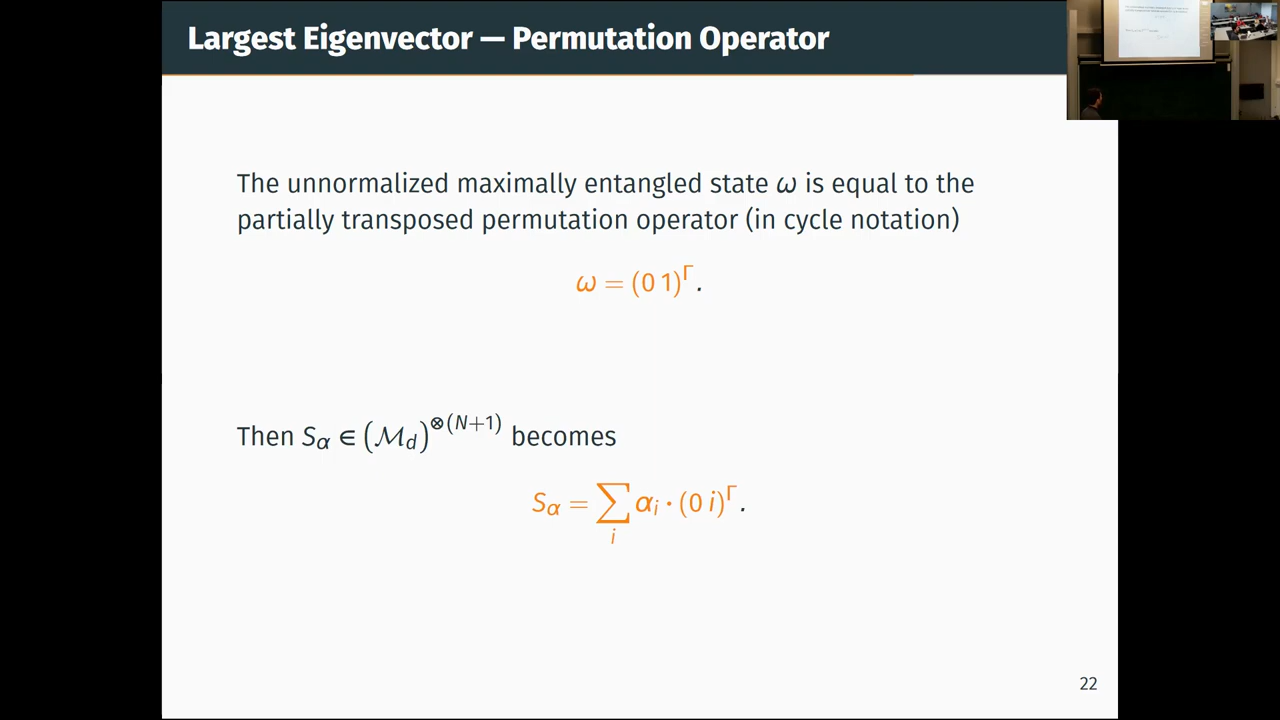 Largest Eigenvector — Permutation Operator
The unnormalized maximally entangled state ω is equal to the
partially transposed permutation operator (in cycle notation)
ω = (0 1)^Γ.
Then S_α ∈ (ℳ_d)^⊗(N+1) becomes
S_α = ∑_i α_i · (0 i)^Γ.
22